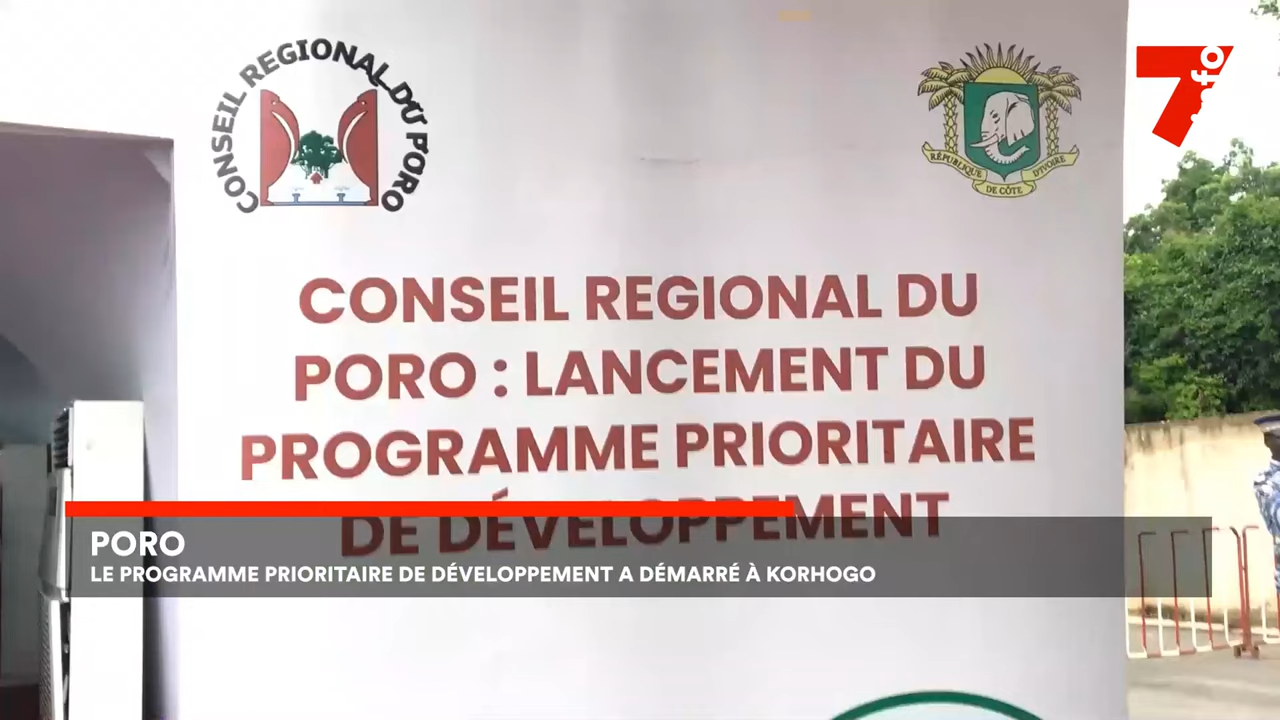 CONSEIL REGIONAL DU PORO
RÉPUBLIQUE DE CÔTE D'IVOIRE
7info
CONSEIL REGIONAL DU
PORO : LANCEMENT DU
PROGRAMME PRIORITAIRE
DE DÉVELOPPEMENT
PORO
LE PROGRAMME PRIORITAIRE DE DÉVELOPPEMENT A DÉMARRÉ À KORHOGO